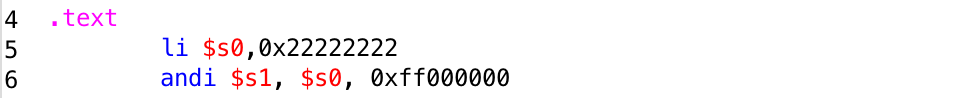 4 .text
5 li $s0,0x22222222
6 andi $s1, $s0, 0xff000000